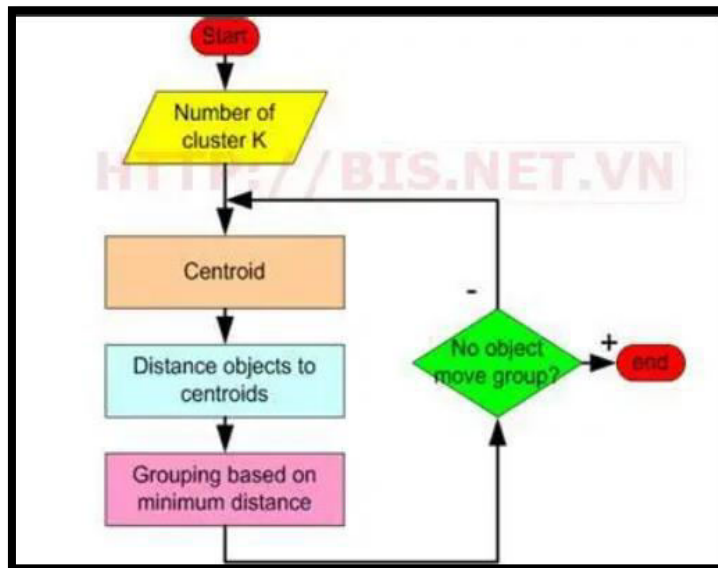 Start
Number of
cluster K
HTTP://BIS.NET.VN
Centroid
-
No object
move group?
+
end
Distance objects to
centroids
Grouping based on
minimum distance